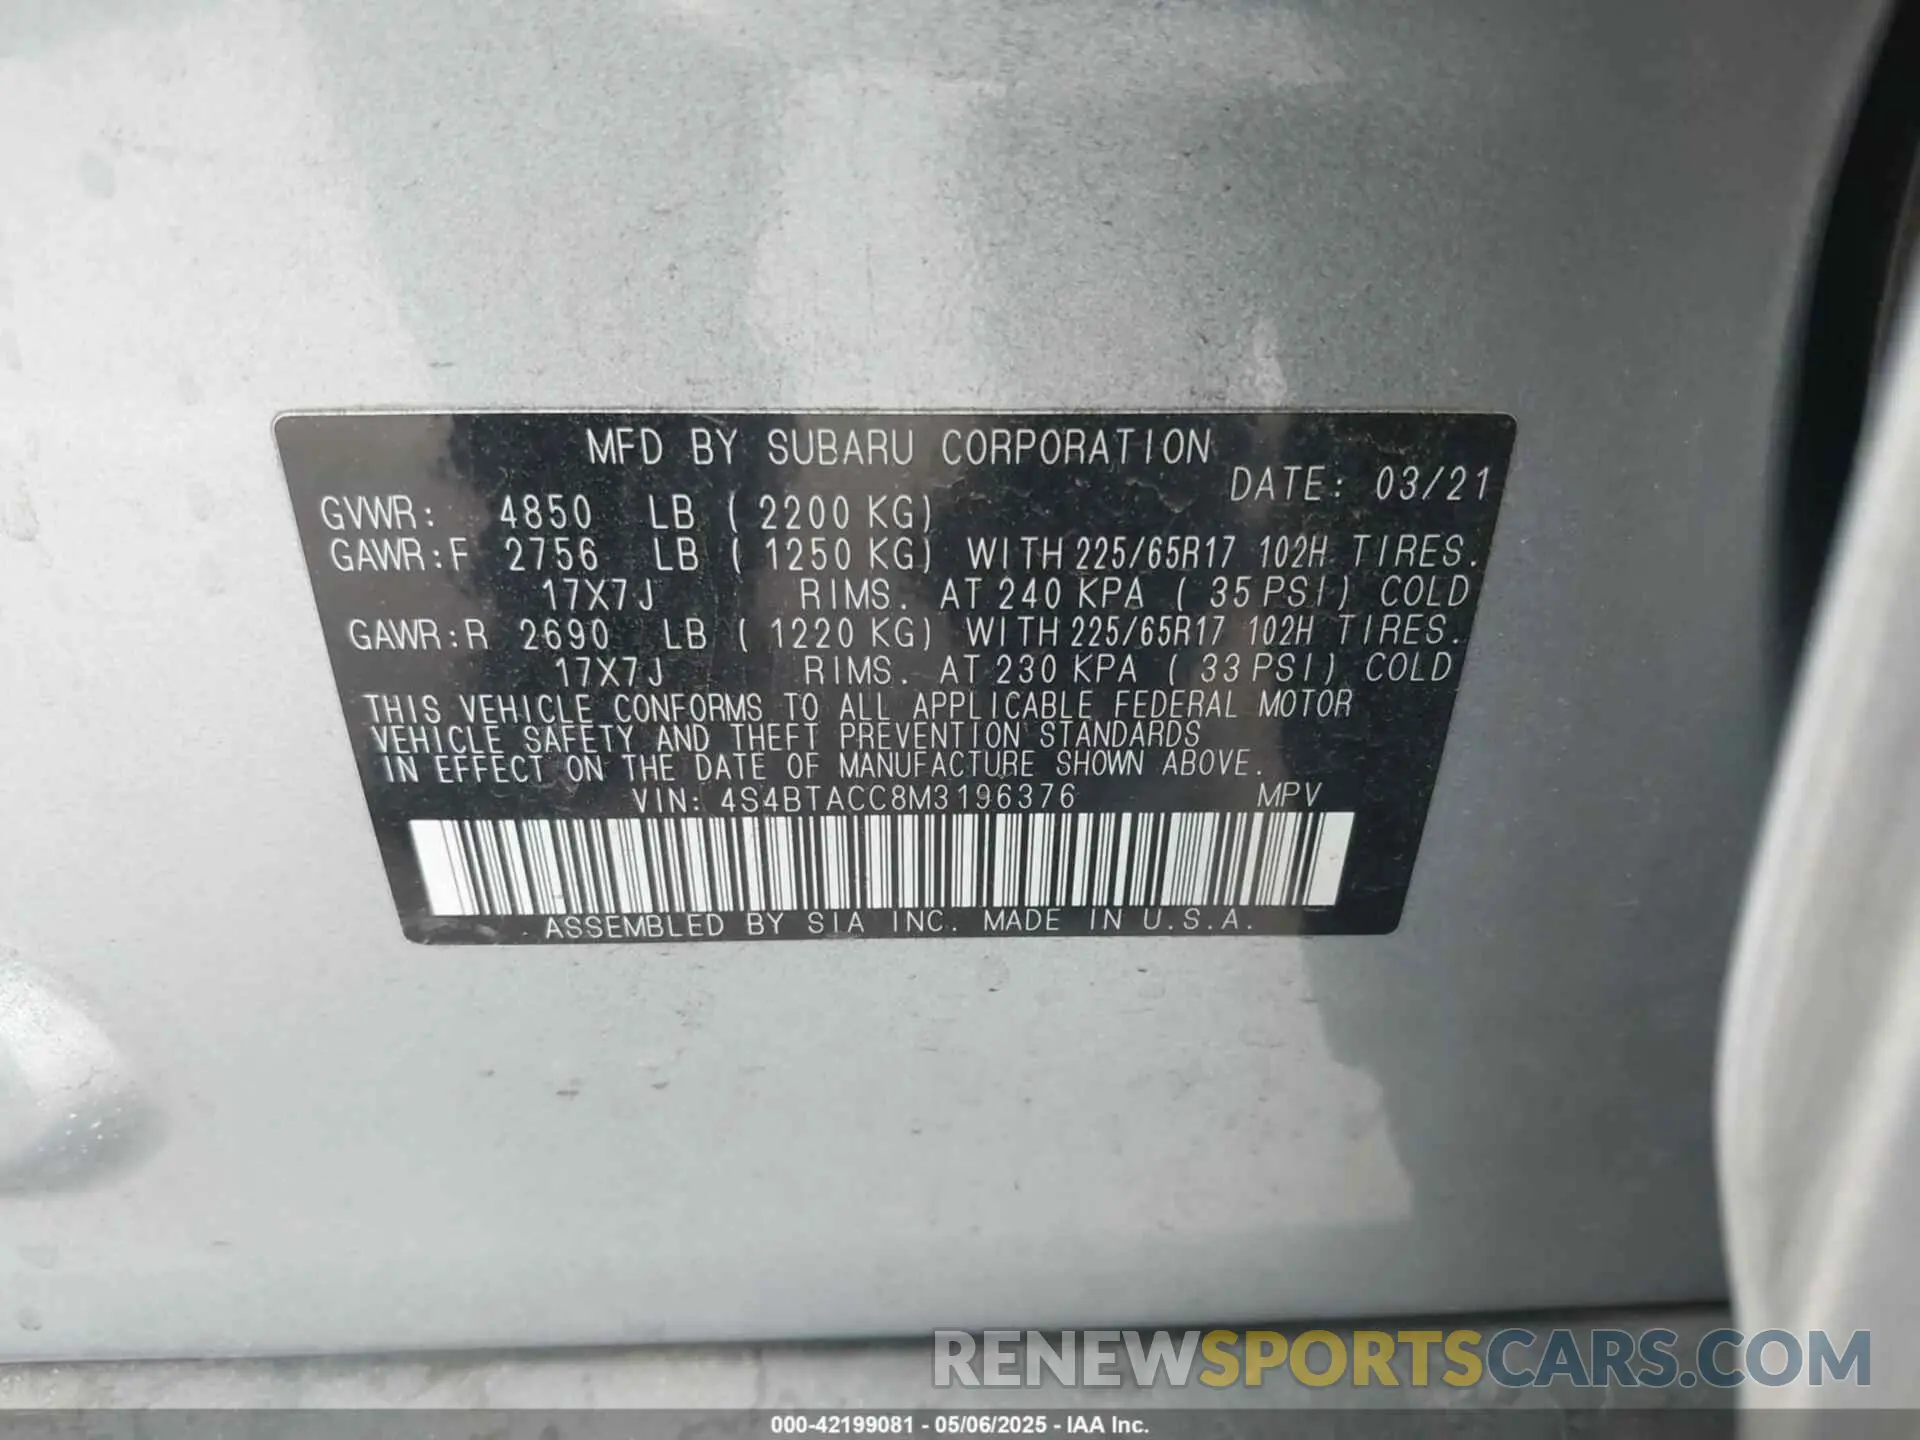 MFD BY SUBARU CORPORATION
DATE: 03/21
GVWR: 4850 LB ( 2200 KG)
GAWR:F 2756 LB ( 1250 KG) WITH 225/65R17 102H TIRES.
17X7J RIMS. AT 240 KPA ( 35 PSI) COLD
GAWR:R 2690 LB ( 1220 KG) WITH 225/65R17 102H TIRES.
17X7J RIMS. AT 230 KPA ( 33 PSI) COLD
THIS VEHICLE CONFORMS TO ALL APPLICABLE FEDERAL MOTOR
VEHICLE SAFETY AND THEFT PREVENTION STANDARDS
IN EFFECT ON THE DATE OF MANUFACTURE SHOWN ABOVE.
VIN: 4S4BTACC8M3196376 MPV
ASSEMBLED BY SIA INC. MADE IN U.S.A.
RENEWSPORTSCARS.COM
000-42199081 - 05/06/2025 - IAA Inc.